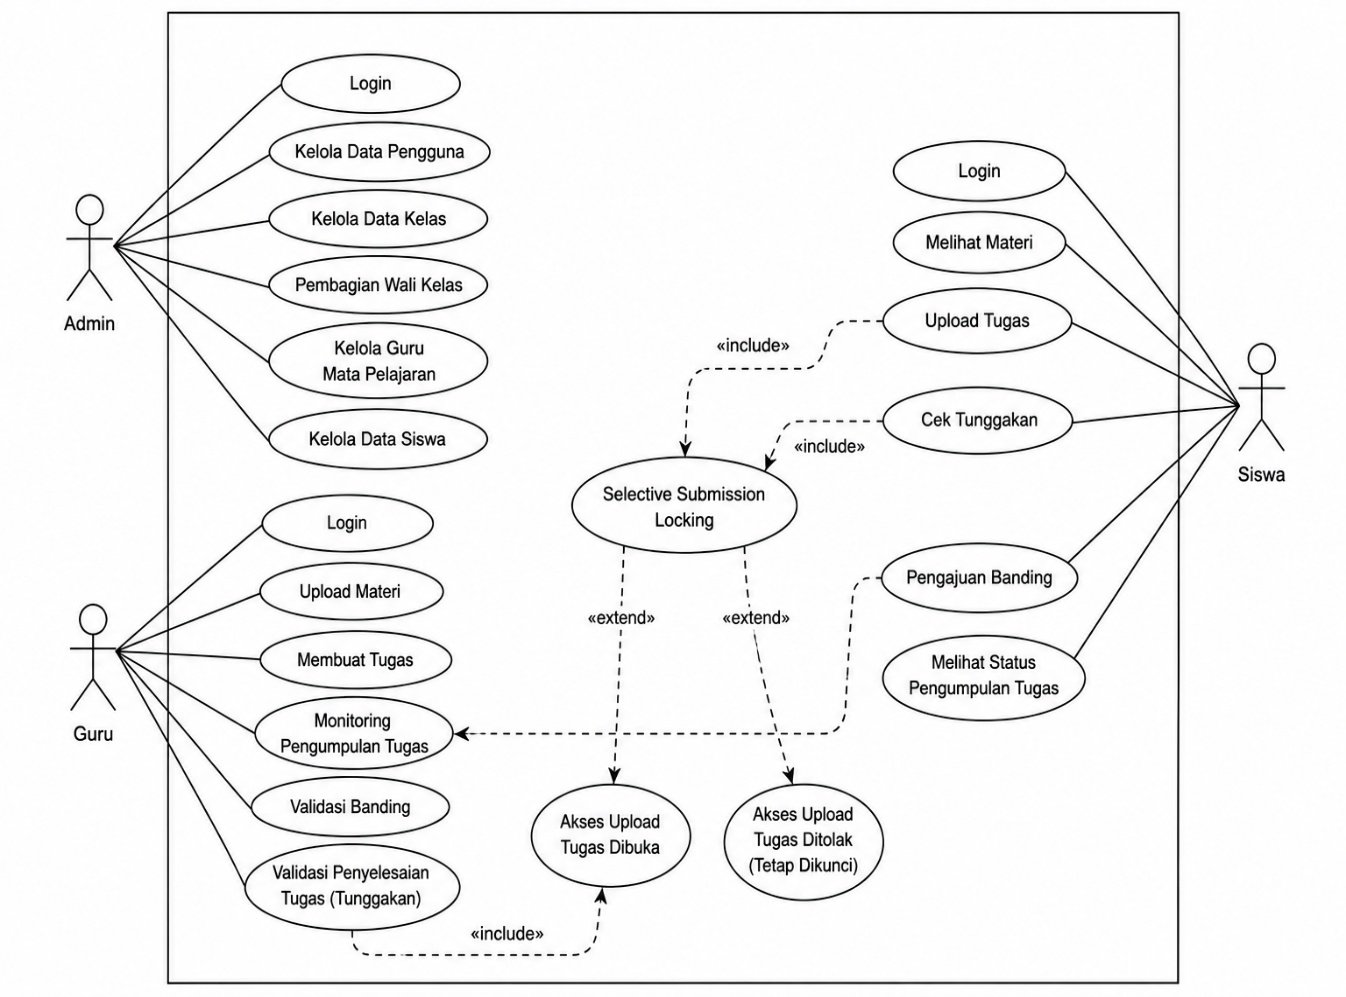 Login
Kelola Data Pengguna
Kelola Data Kelas
Pembagian Wali Kelas
Kelola Guru
Mata Pelajaran
Kelola Data Siswa
Admin
Login
Upload Materi
Membuat Tugas
Monitoring
Pengumpulan Tugas
Validasi Banding
Validasi Penyelesaian
Tugas (Tunggakan)
Guru
«include»
«include»
Selective Submission
Locking
«extend»
«extend»
Akses Upload
Tugas Dibuka
Akses Upload
Tugas Ditolak
(Tetap Dikunci)
«include»
Login
Melihat Materi
Upload Tugas
Cek Tunggakan
Pengajuan Banding
Melihat Status
Pengumpulan Tugas
Siswa